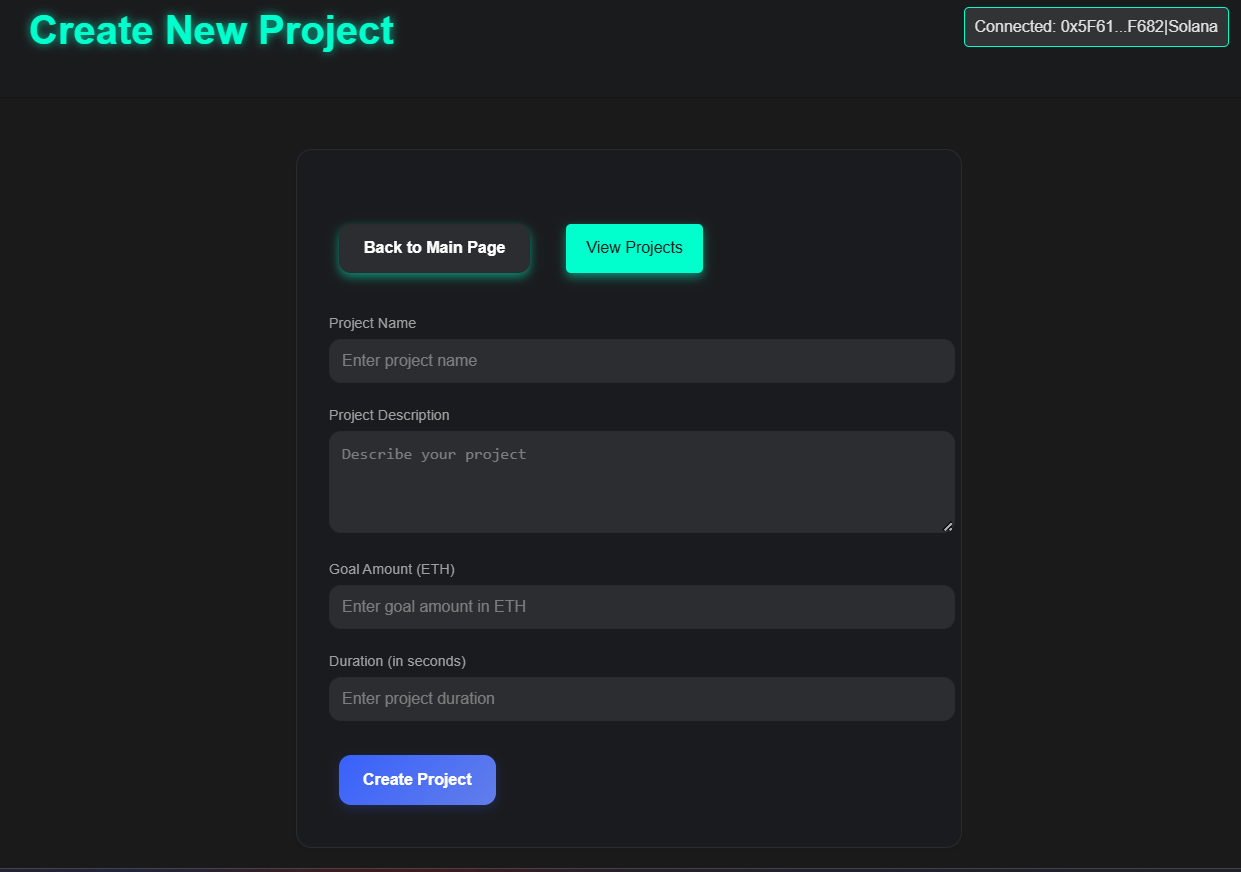 Create New Project
Connected: 0x5F61...F682|Solana
Back to Main Page
View Projects
Project Name
Enter project name
Project Description
Describe your project
Goal Amount (ETH)
Enter goal amount in ETH
Duration (in seconds)
Enter project duration
Create Project